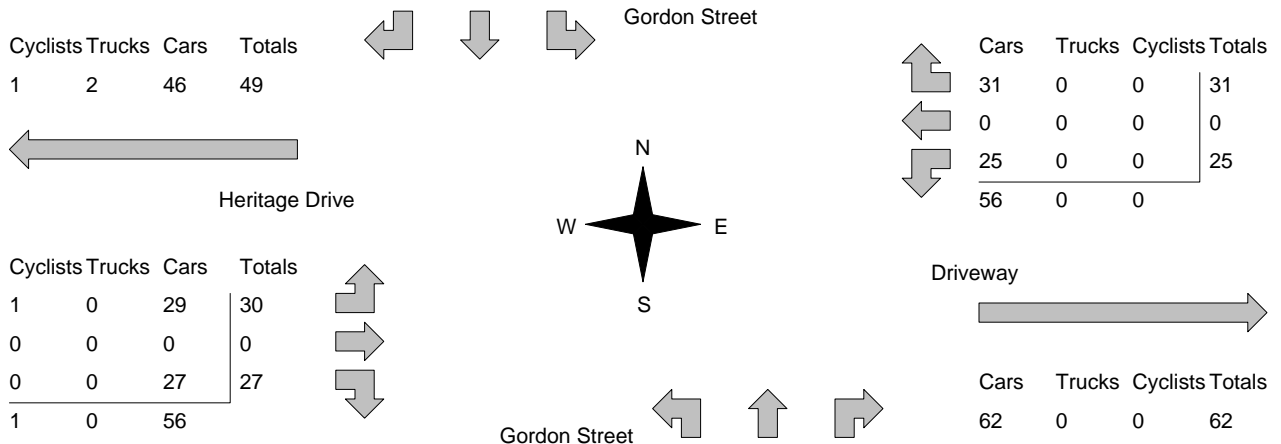 Gordon Street
Cyclists Trucks Cars Totals
1 2 46 49
Heritage Drive
Cars Trucks Cyclists Totals
31 0 0 31
0 0 0 0
25 0 0 25
56 0 0
N
W E
S
Cyclists Trucks Cars Totals
1 0 29 30
0 0 0 0
0 0 27 27
1 0 56
Driveway
Cars Trucks Cyclists Totals
62 0 0 62
Gordon Street